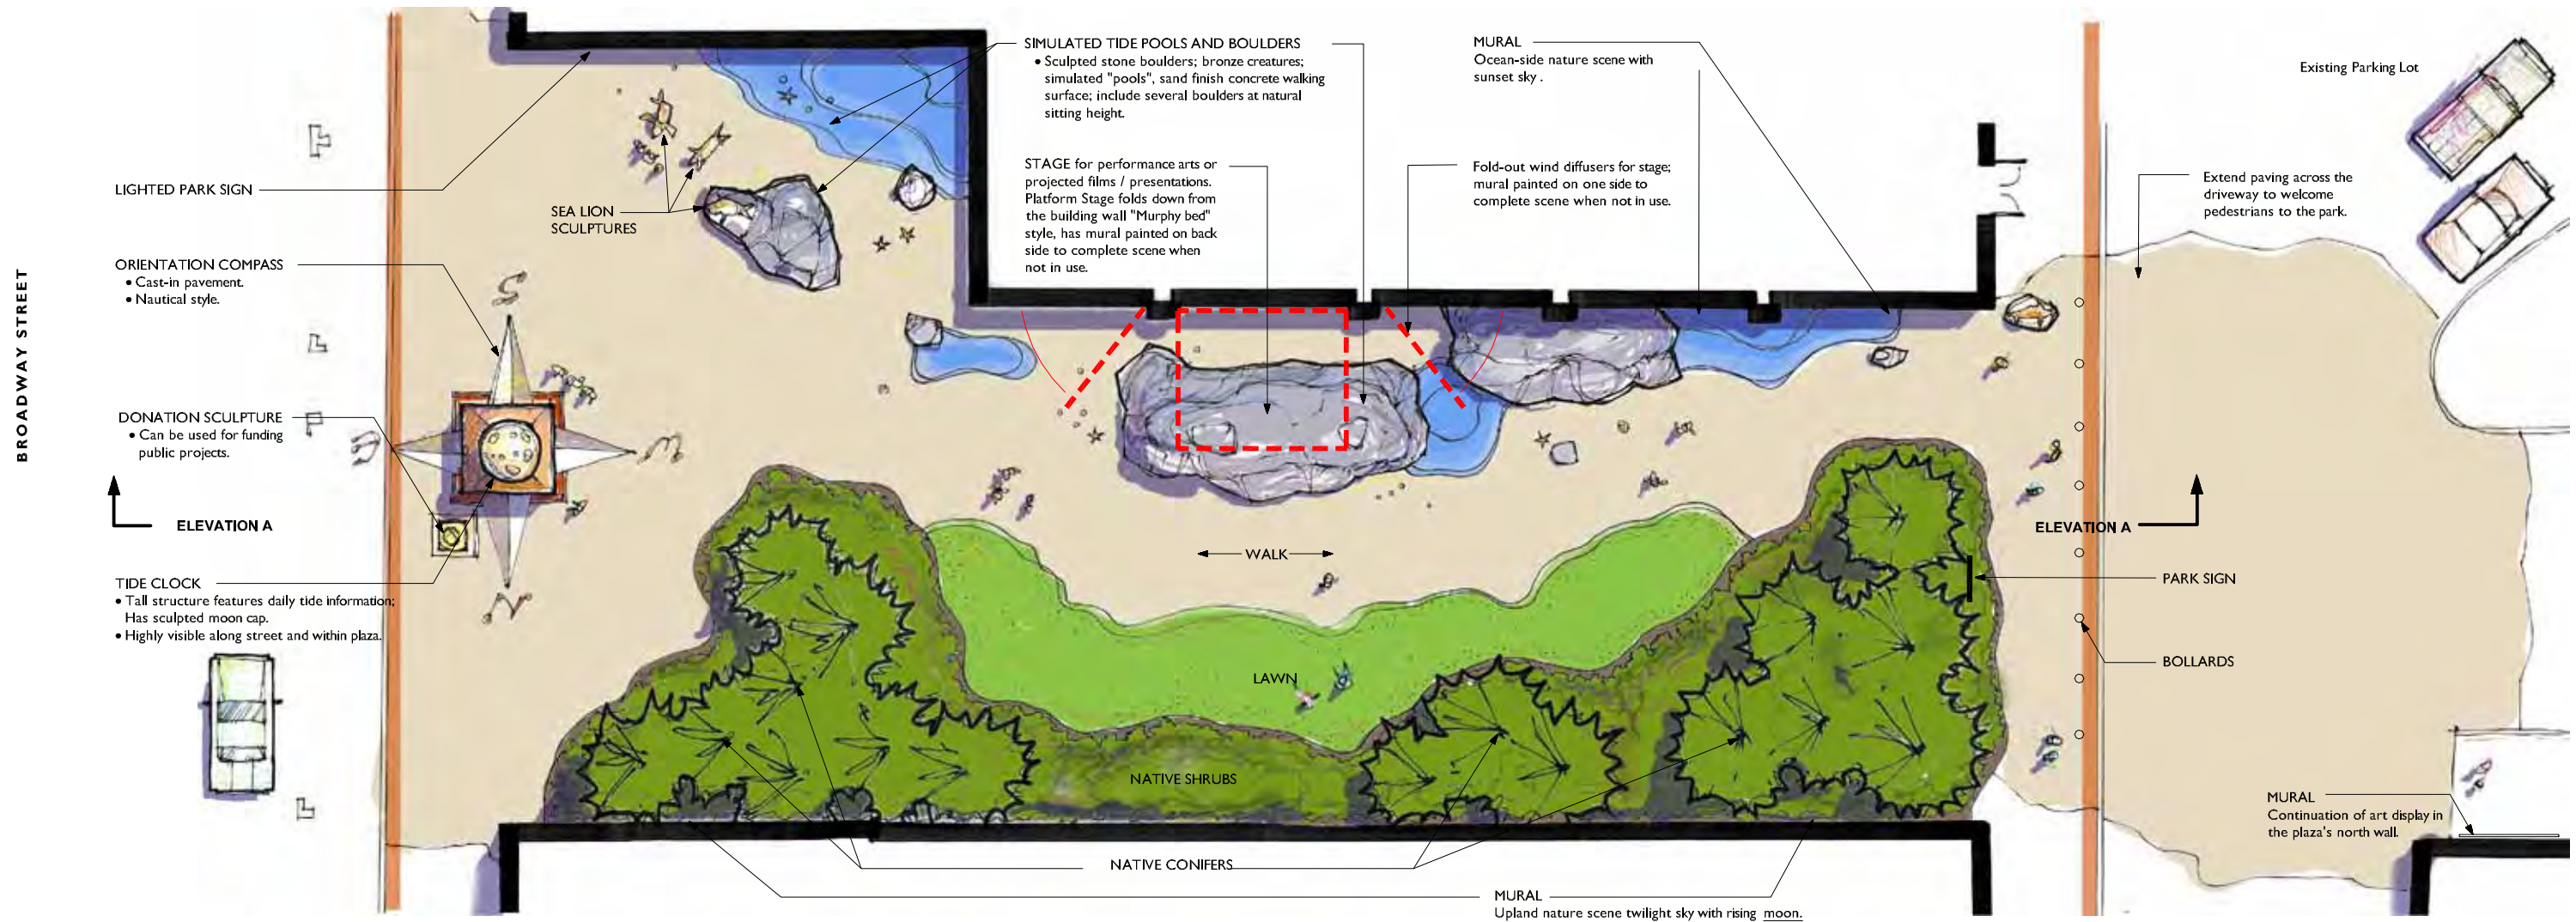 BROADWAY STREET
LIGHTED PARK SIGN
ORIENTATION COMPASS
• Cast-in pavement.
• Nautical style.
DONATION SCULPTURE
• Can be used for funding
public projects.
ELEVATION A
TIDE CLOCK
• Tall structure features daily tide information;
Has sculpted moon cap.
• Highly visible along street and within plaza.
S
E
W
N
SEA LION
SCULPTURES
SIMULATED TIDE POOLS AND BOULDERS
• Sculpted stone boulders; bronze creatures;
simulated "pools", sand finish concrete walking
surface; include several boulders at natural
sitting height.
STAGE for performance arts or
projected films / presentations.
Platform Stage folds down from
the building wall "Murphy bed"
style, has mural painted on back
side to complete scene when
not in use.
MURAL
Ocean-side nature scene with
sunset sky .
Fold-out wind diffusers for stage;
mural painted on one side to
complete scene when not in use.
Existing Parking Lot
Extend paving across the
driveway to welcome
pedestrians to the park.
WALK
LAWN
NATIVE SHRUBS
NATIVE CONIFERS
MURAL
Upland nature scene twilight sky with rising moon.
ELEVATION A
PARK SIGN
BOLLARDS
MURAL
Continuation of art display in
the plaza's north wall.